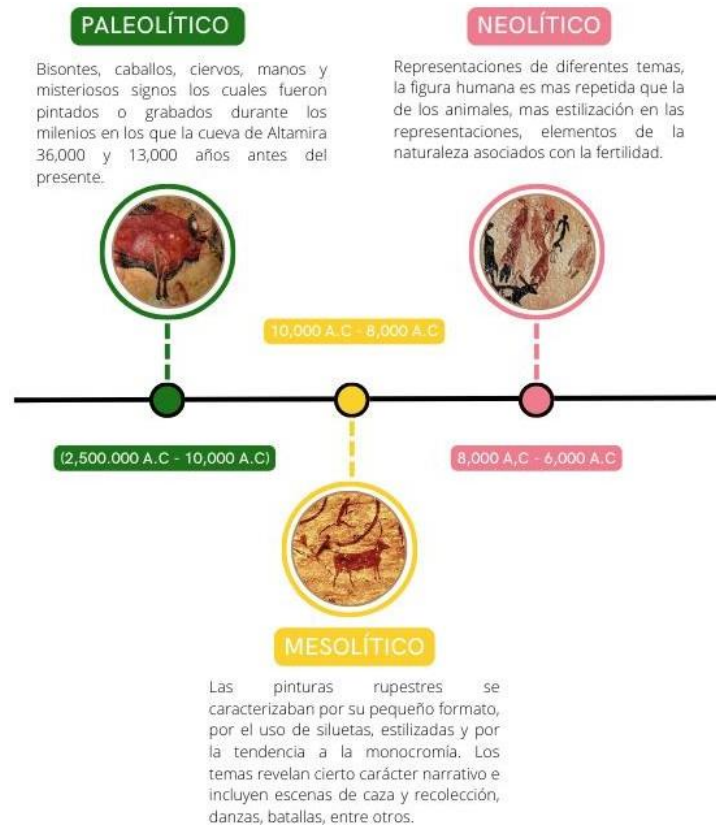 PALEOLÍTICO
Bisontes, caballos, ciervos, manos y
misteriosos signos los cuales fueron
pintados o grabados durante los
milenios en los que la cueva de Altamira
36,000 y 13,000 años antes del
presente.
NEOLÍTICO
Representaciones de diferentes temas,
la figura humana es mas repetida que la
de los animales, mas estilización en las
representaciones, elementos de la
naturaleza asociados con la fertilidad.
10,000 A.C - 8,000 A.C
(2,500.000 A.C - 10,000 A.C)
8,000 A,C - 6,000 A.C
MESOLÍTICO
Las pinturas rupestres se
caracterizaban por su pequeño formato,
por el uso de siluetas, estilizadas y por
la tendencia a la monocromía. Los
temas revelan cierto carácter narrativo e
incluyen escenas de caza y recolección,
danzas, batallas, entre otros.